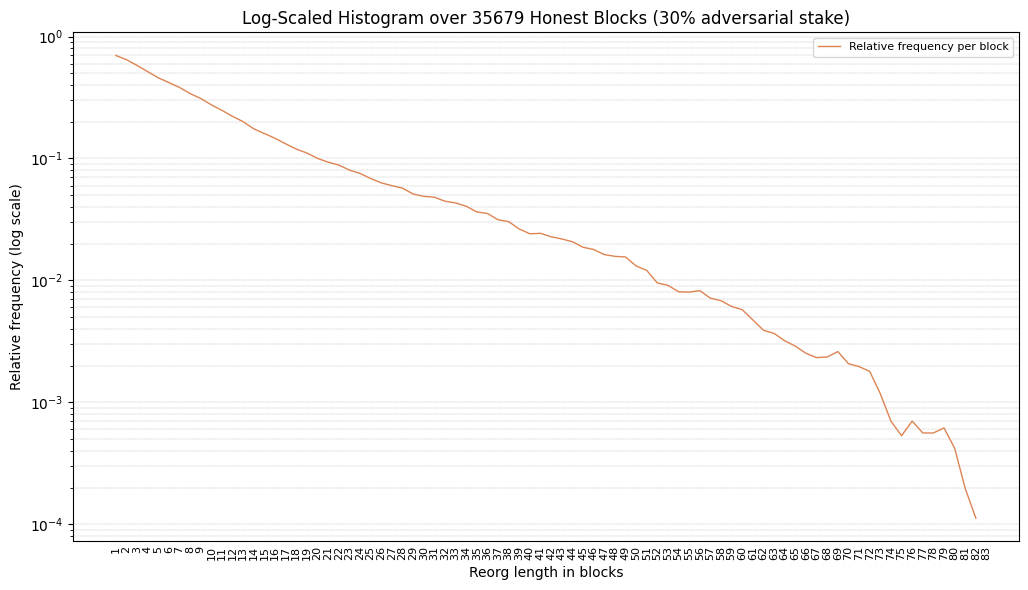 Log-Scaled Histogram over 35679 Honest Blocks (30% adversarial stake)
Relative frequency per block
Relative frequency (log scale)
10⁰
10⁻¹
10⁻²
10⁻³
10⁻⁴
1 2 3 4 5 6 7 8 9 10 11 12 13 14 15 16 17 18 19 20 21 22 23 24 25 26 27 28 29 30 31 32 33 34 35 36 37 38 39 40 41 42 43 44 45 46 47 48 49 50 51 52 53 54 55 56 57 58 59 60 61 62 63 64 65 66 67 68 69 70 71 72 73 74 75 76 77 78 79 80 81 82 83
Reorg length in blocks